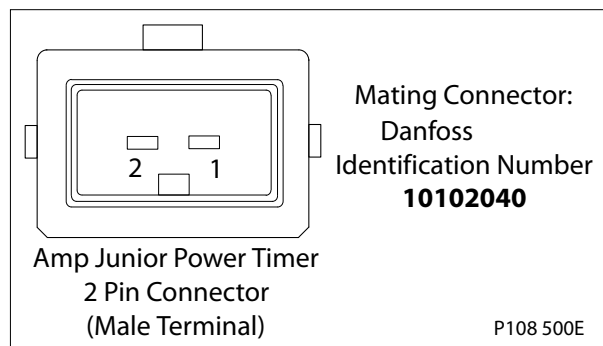 2 1
Amp Junior Power Timer
2 Pin Connector
(Male Terminal)
Mating Connector:
Danfoss
Identification Number
10102040
P108 500E